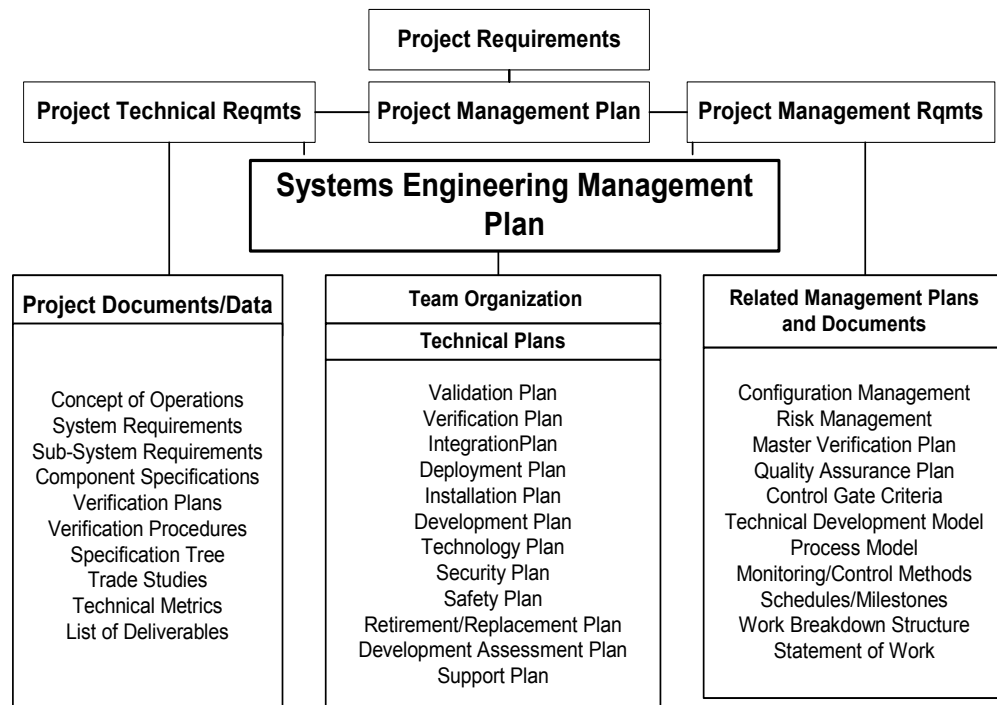 Project Requirements
Project Technical Reqmts
Project Management Plan
Project Management Rqmts
Systems Engineering Management
Plan
Project Documents/Data
Concept of Operations
System Requirements
Sub-System Requirements
Component Specifications
Verification Plans
Verification Procedures
Specification Tree
Trade Studies
Technical Metrics
List of Deliverables
Team Organization
Technical Plans
Validation Plan
Verification Plan
IntegrationPlan
Deployment Plan
Installation Plan
Development Plan
Technology Plan
Security Plan
Safety Plan
Retirement/Replacement Plan
Development Assessment Plan
Support Plan
Related Management Plans
and Documents
Configuration Management
Risk Management
Master Verification Plan
Quality Assurance Plan
Control Gate Criteria
Technical Development Model
Process Model
Monitoring/Control Methods
Schedules/Milestones
Work Breakdown Structure
Statement of Work